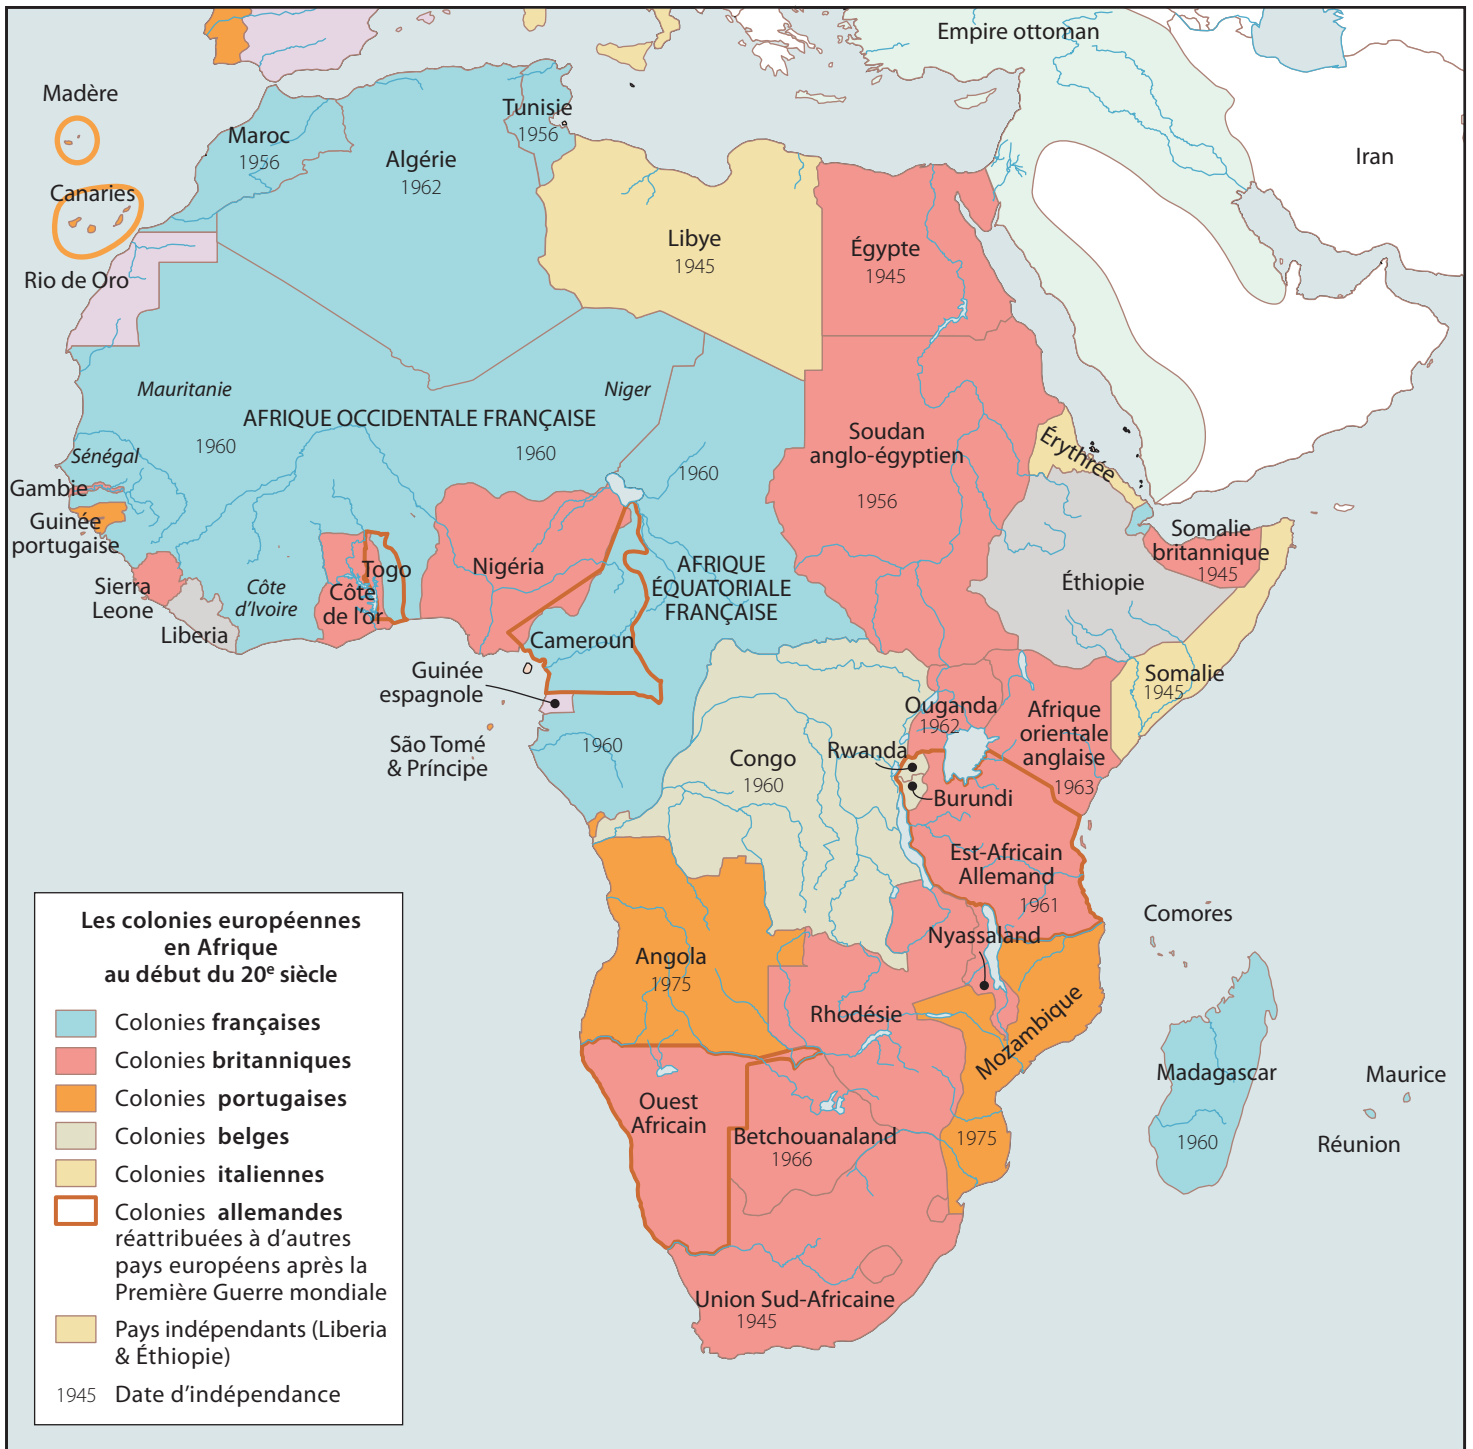 Empire ottoman
Madère
Tunisie
1956
Maroc
1956
Algérie
1962
Iran
Canaries
Libye
1945
Égypte
1945
Rio de Oro
Mauritanie
Niger
AFRIQUE OCCIDENTALE FRANÇAISE
1960
1960
1960
Sénégal
Soudan
anglo-égyptien
1956
Érythrée
Gambie
Guinée
portugaise
Somalie
britannique
1945
Sierra
Leone
Côte
d'Ivoire
Liberia
Togo
Côte
de l'or
Nigéria
AFRIQUE
ÉQUATORIALE
FRANÇAISE
Éthiopie
Cameroun
Guinée
espagnole
Somalie
1945
São Tomé
& Príncipe
1960
Congo
1960
Ouganda
1962
Rwanda
Burundi
Afrique
orientale
anglaise
1963
Est-Africain
Allemand
1961
Comores
Nyassaland
Angola
1975
Rhodésie
Mozambique
1975
Madagascar
1960
Maurice
Réunion
Ouest
Africain
Betchouanaland
1966
Union Sud-Africaine
1945
Les colonies européennes
en Afrique
au début du 20e siècle
Colonies françaises
Colonies britanniques
Colonies portugaises
Colonies belges
Colonies italiennes
Colonies allemandes
réattribuées à d'autres
pays européens après la
Première Guerre mondiale
Pays indépendants (Liberia
& Éthiopie)
1945 Date d'indépendance